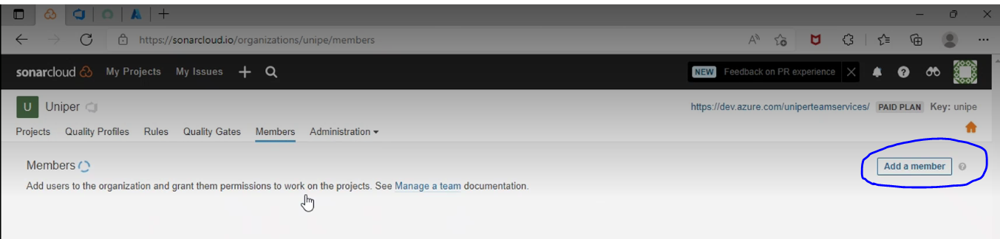 https://sonarcloud.io/organizations/unipe/members
sonarcloud My Projects My Issues NEW Feedback on PR experience
U Uniper https://dev.azure.com/uniperteamservices/ PAID PLAN Key: unipe
Projects Quality Profiles Rules Quality Gates Members Administration
Members Add a member
Add users to the organization and grant them permissions to work on the projects. See Manage a team documentation.